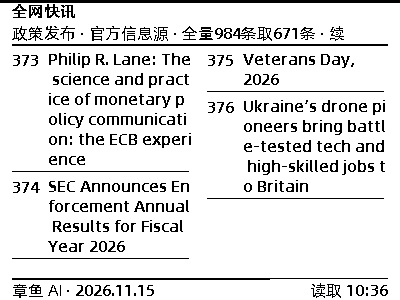 全网快讯
政策发布 · 官方信息源 · 全量984条取671条 · 续
373 Philip R. Lane: The
science and pract
ice of monetary p
olicy communicati
on: the ECB experi
ence
374 SEC Announces En
forcement Annual
Results for Fiscal
Year 2026
375 Veterans Day,
2026
376 Ukraine's drone pi
oneers bring battl
e-tested tech and
high-skilled jobs t
o Britain
章鱼 AI · 2026.11.15
读取 10:36